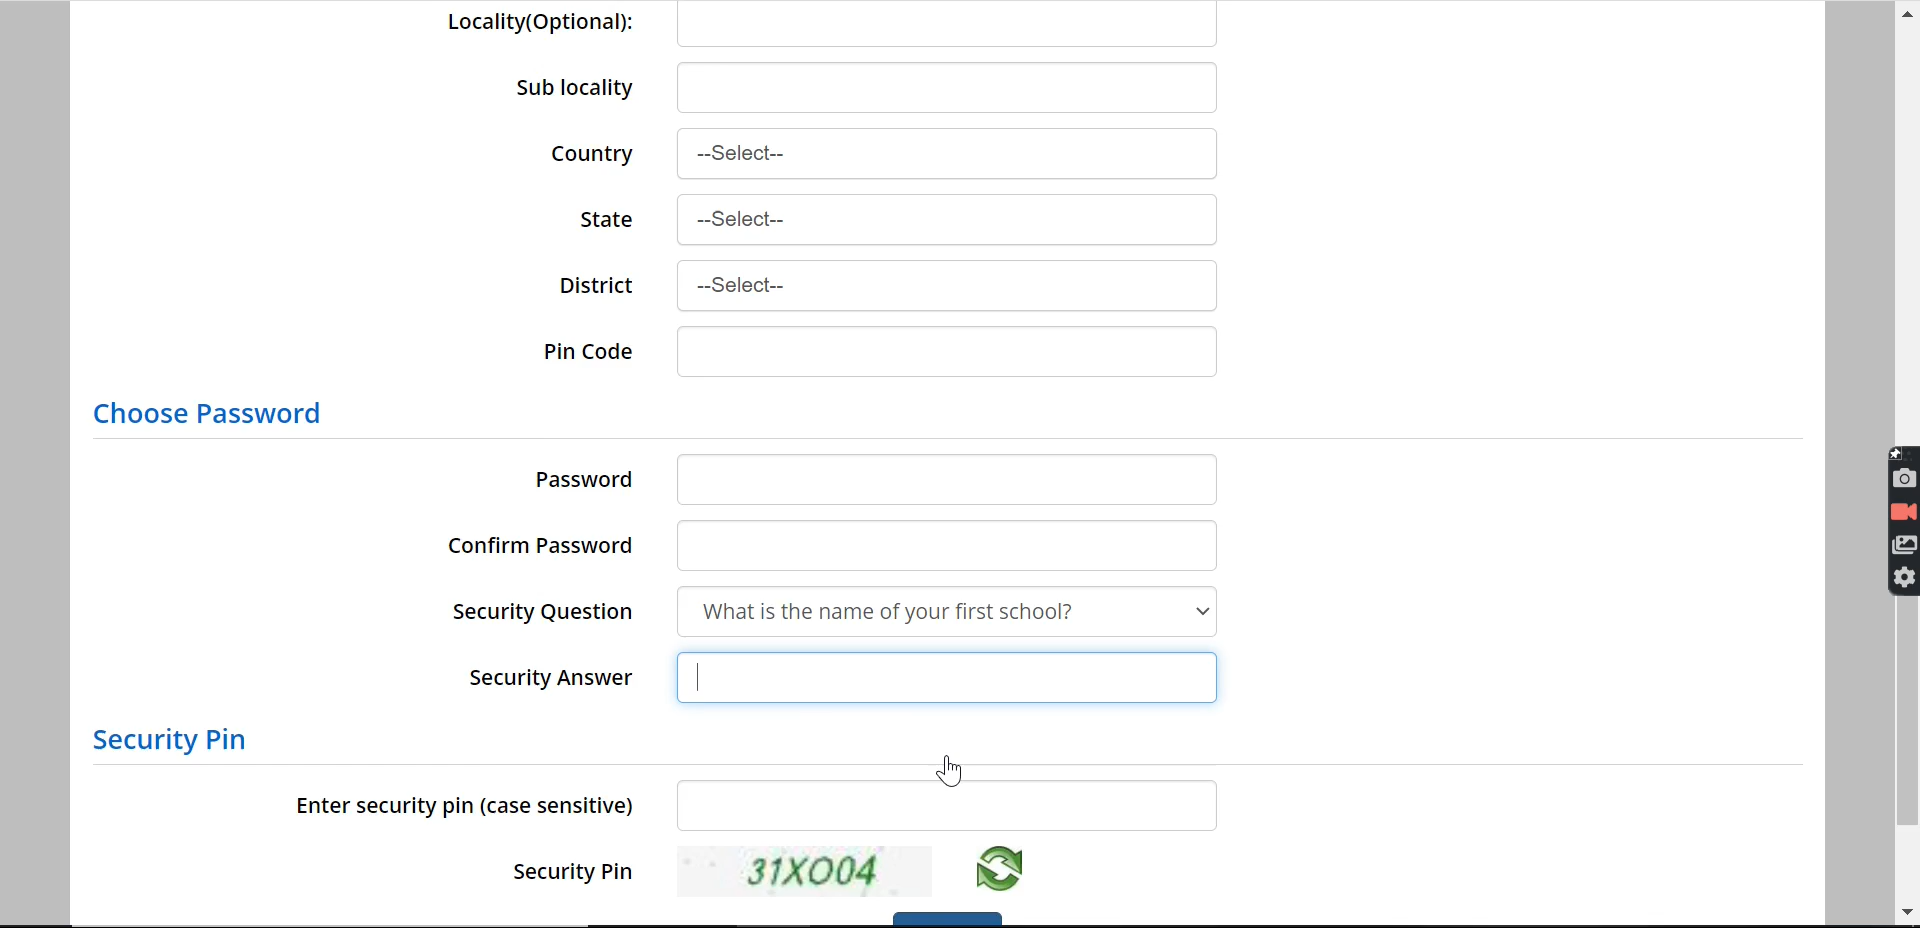 Locality(Optional):
Sub locality
Country --Select--
State --Select--
District --Select--
Pin Code
Choose Password
Password
Confirm Password
Security Question What is the name of your first school?
Security Answer
Security Pin
Enter security pin (case sensitive)
Security Pin 31XO04